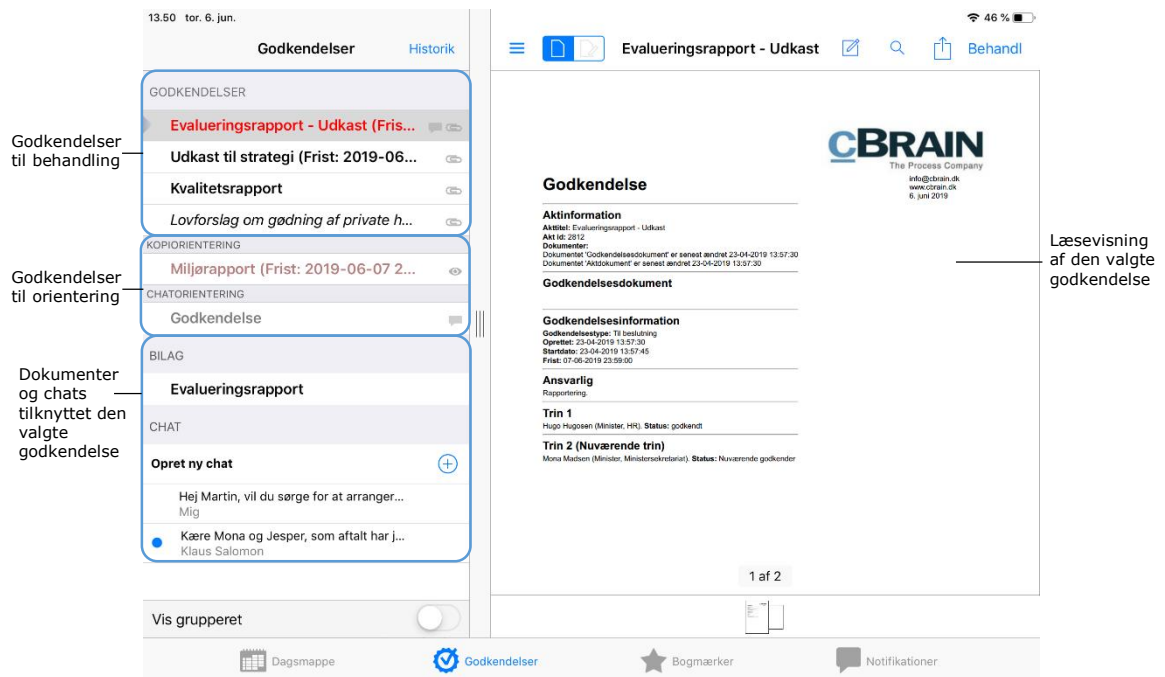 13.50 tor. 6. jun.
46 %
Godkendelser
Historik
Evalueringsrapport - Udkast
Behandl
GODKENDELSER
Evalueringsrapport - Udkast (Fris...
Udkast til strategi (Frist: 2019-06...
Kvalitetsrapport
Lovforslag om gødning af private h...
KOPIORIENTERING
Miljørapport (Frist: 2019-06-07 2...
CHATORIENTERING
Godkendelse
BILAG
Evalueringsrapport
CHAT
Opret ny chat
Hej Martin, vil du sørge for at arranger...
Mig
Kære Mona og Jesper, som aftalt har j...
Klaus Salomon
Vis grupperet
Godkendelser
til behandling
Godkendelser
til orientering
Dokumenter
og chats
tilknyttet den
valgte
godkendelse
CBRAIN
The Process Company
info@cbrain.dk
www.cbrain.dk
6. juni 2019
Godkendelse
Aktinformation
Akttitel: Evalueringsrapport - Udkast
Akt Id: 2812
Dokumenter:
Dokumentet 'Godkendelsesdokument' er senest ændret 23-04-2019 13:57:30
Dokumentet 'Aktdokument' er senest ændret 23-04-2019 13:57:30
Godkendelsesdokument
Godkendelsesinformation
Godkendelsestype: Til beslutning
Oprettet: 23-04-2019 13:57:30
Startdato: 23-04-2019 13:57:45
Frist: 07-06-2019 23:59:00
Ansvarlig
Rapportering.
Trin 1
Hugo Hugosen (Minister, HR). Status: godkendt
Trin 2 (Nuværende trin)
Mona Madsen (Minister, Ministersekretariat). Status: Nuværende godkender
1 af 2
Læsevisning
af den valgte
godkendelse
Dagsmappe
Godkendelser
Bogmærker
Notifikationer